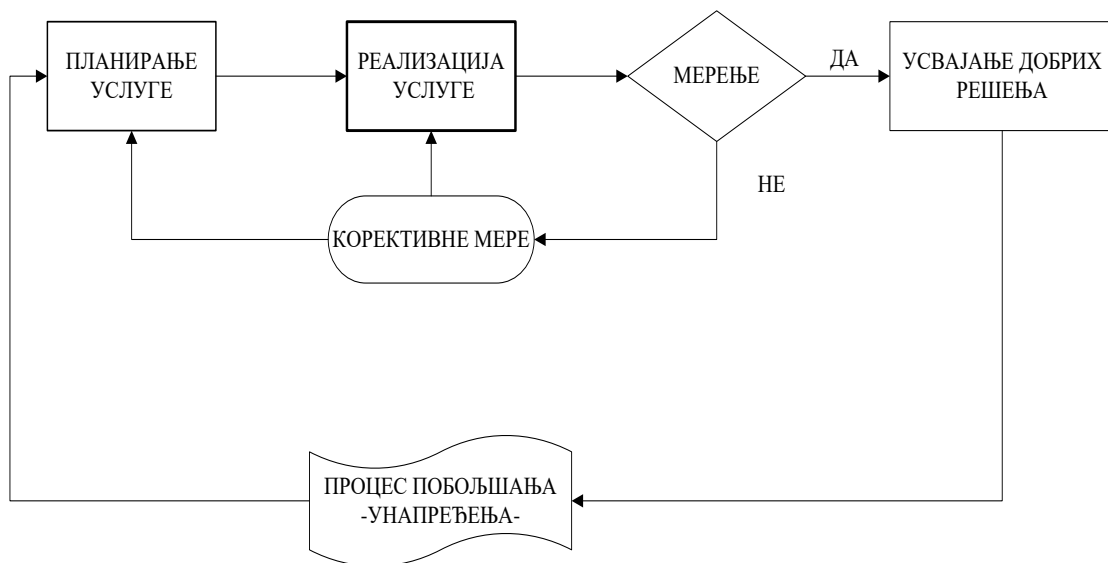 ПЛАНИРАЊЕ
УСЛУГЕ
РЕАЛИЗАЦИЈА
УСЛУГЕ
МЕРЕЊЕ
ДА
УСВАЈАЊЕ ДОБРИХ
РЕШЕЊА
НЕ
КОРЕКТИВНЕ МЕРЕ
ПРОЦЕС ПОБОЉШАЊА
-УНАПРЕЂЕЊА-